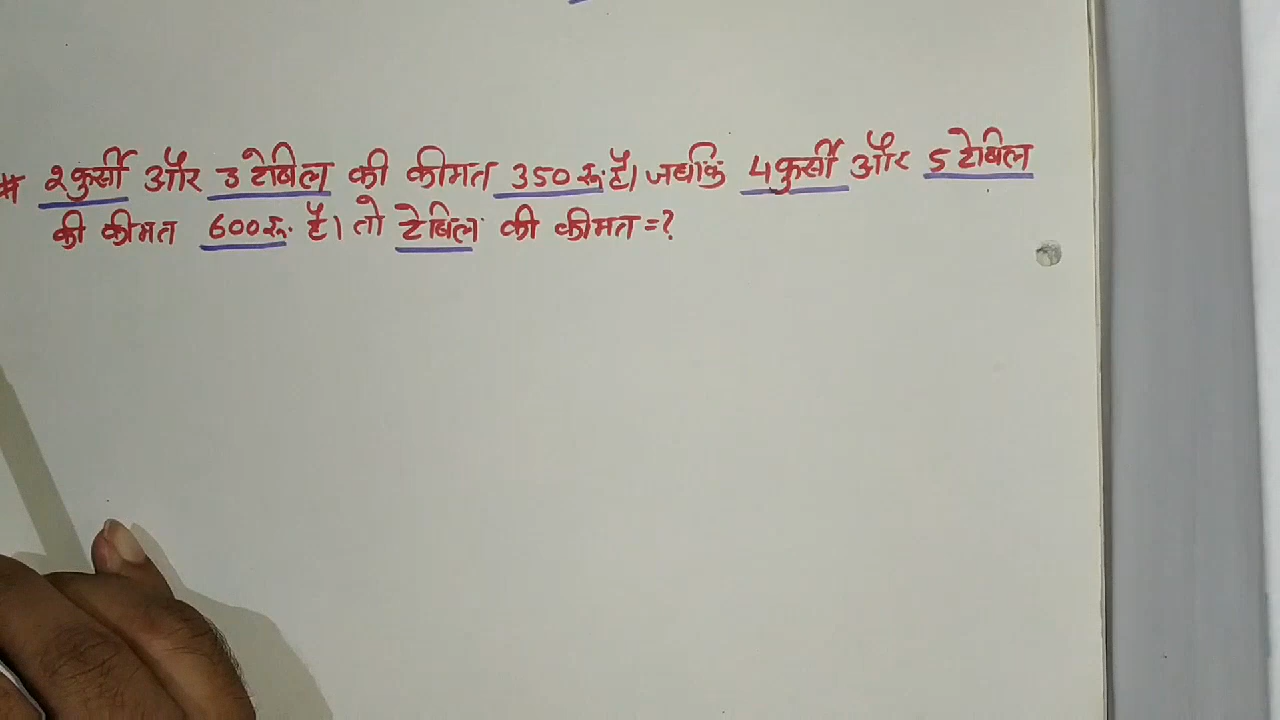 * 2 कुर्सी और 3 टेबिल की कीमत 350 रू. है। जबकि 4 कुर्सी और 5 टेबिल
की कीमत 600 रू. है। तो टेबिल की कीमत = ?